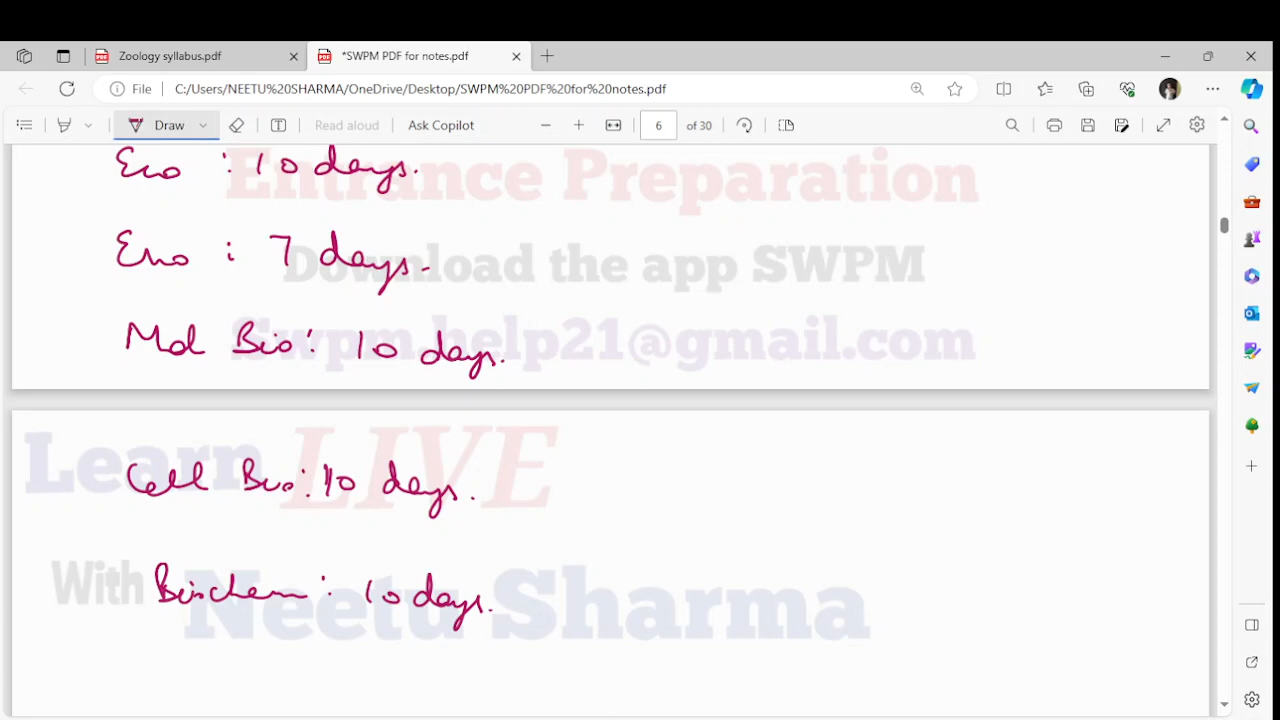 Zoology syllabus.pdf
*SWPM PDF for notes.pdf
File C:/Users/NEETU%20SHARMA/OneDrive/Desktop/SWPM%20PDF%20for%20notes.pdf
Draw Read aloud Ask Copilot 6 of 30
Entrance Preparation
: 10 days.
Download the app SWPM
: 7 days.
Swpm.help21@gmail.com
Mol Bio: 10 days.
Learn LIVE
Cell Bio: 10 days.
With Neetu Sharma
Biochem: 10 days.